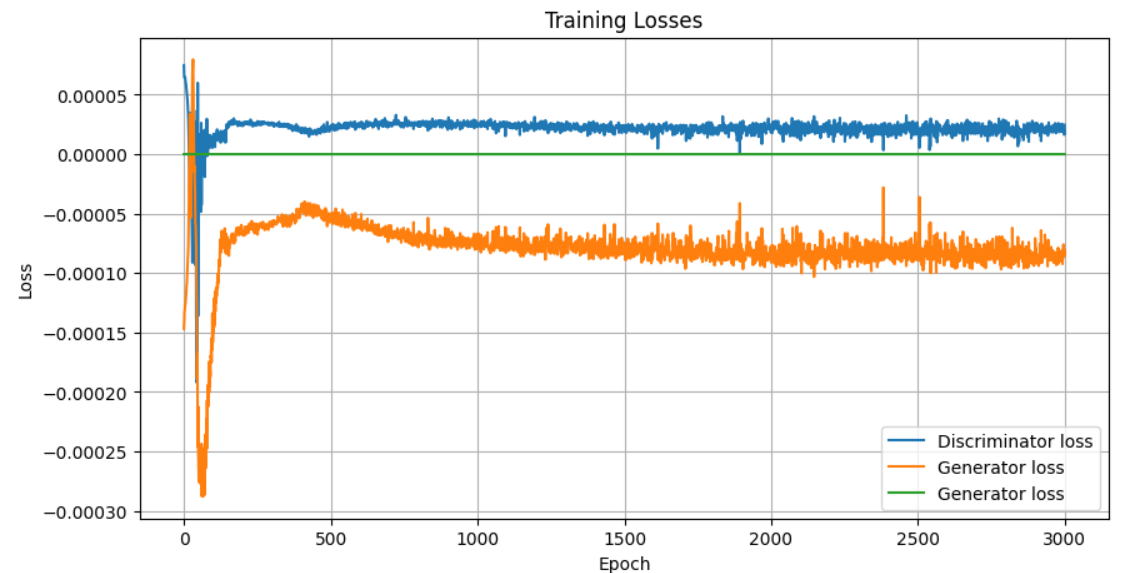 Training Losses
0.00005
0.00000
−0.00005
−0.00010
−0.00015
−0.00020
−0.00025
−0.00030
Loss
0
500
1000
1500
2000
2500
3000
Epoch
Discriminator loss
Generator loss
Generator loss